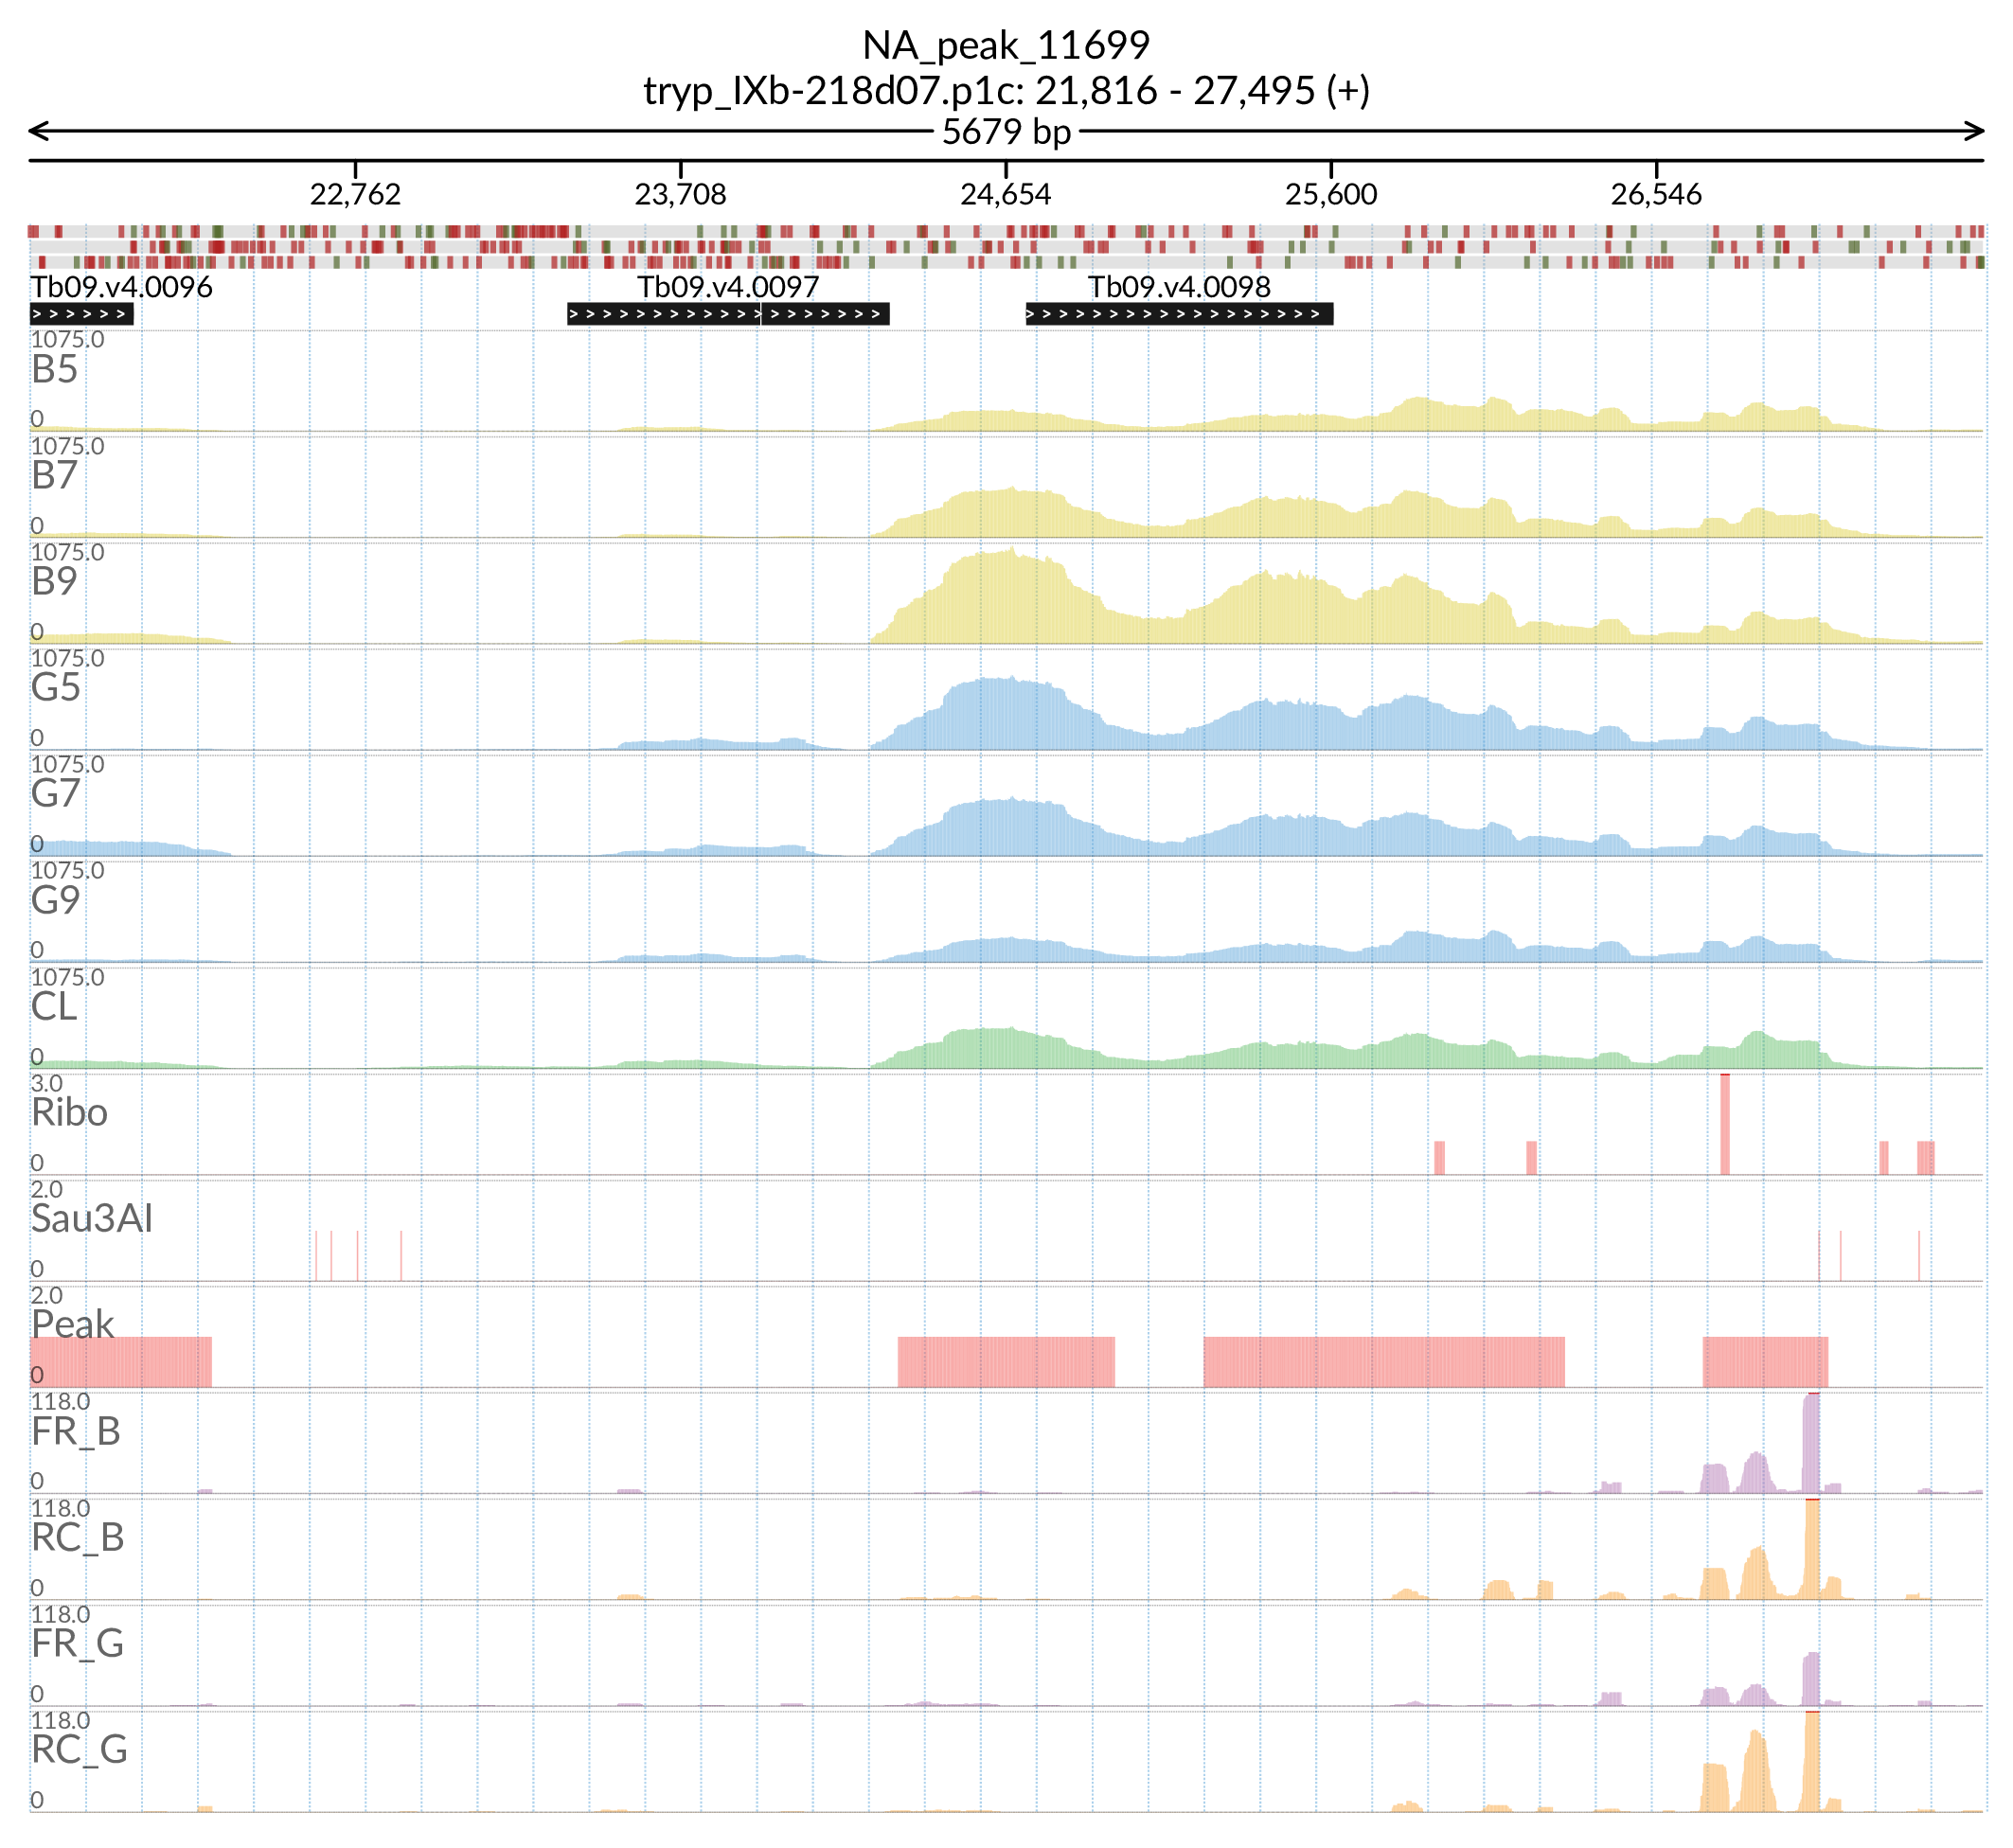 NA_peak_11699
tryp_IXb-218d07.p1c: 21,816 - 27,495 (+)
5679 bp
22,762 23,708 24,654 25,600 26,546
Tb09.v4.0096 Tb09.v4.0097 Tb09.v4.0098
1075.0
B5
0
1075.0
B7
0
1075.0
B9
0
1075.0
G5
0
1075.0
G7
0
1075.0
G9
0
1075.0
CL
0
3.0
Ribo
0
2.0
Sau3AI
0
2.0
Peak
0
118.0
FR_B
0
118.0
RC_B
0
118.0
FR_G
0
118.0
RC_G
0